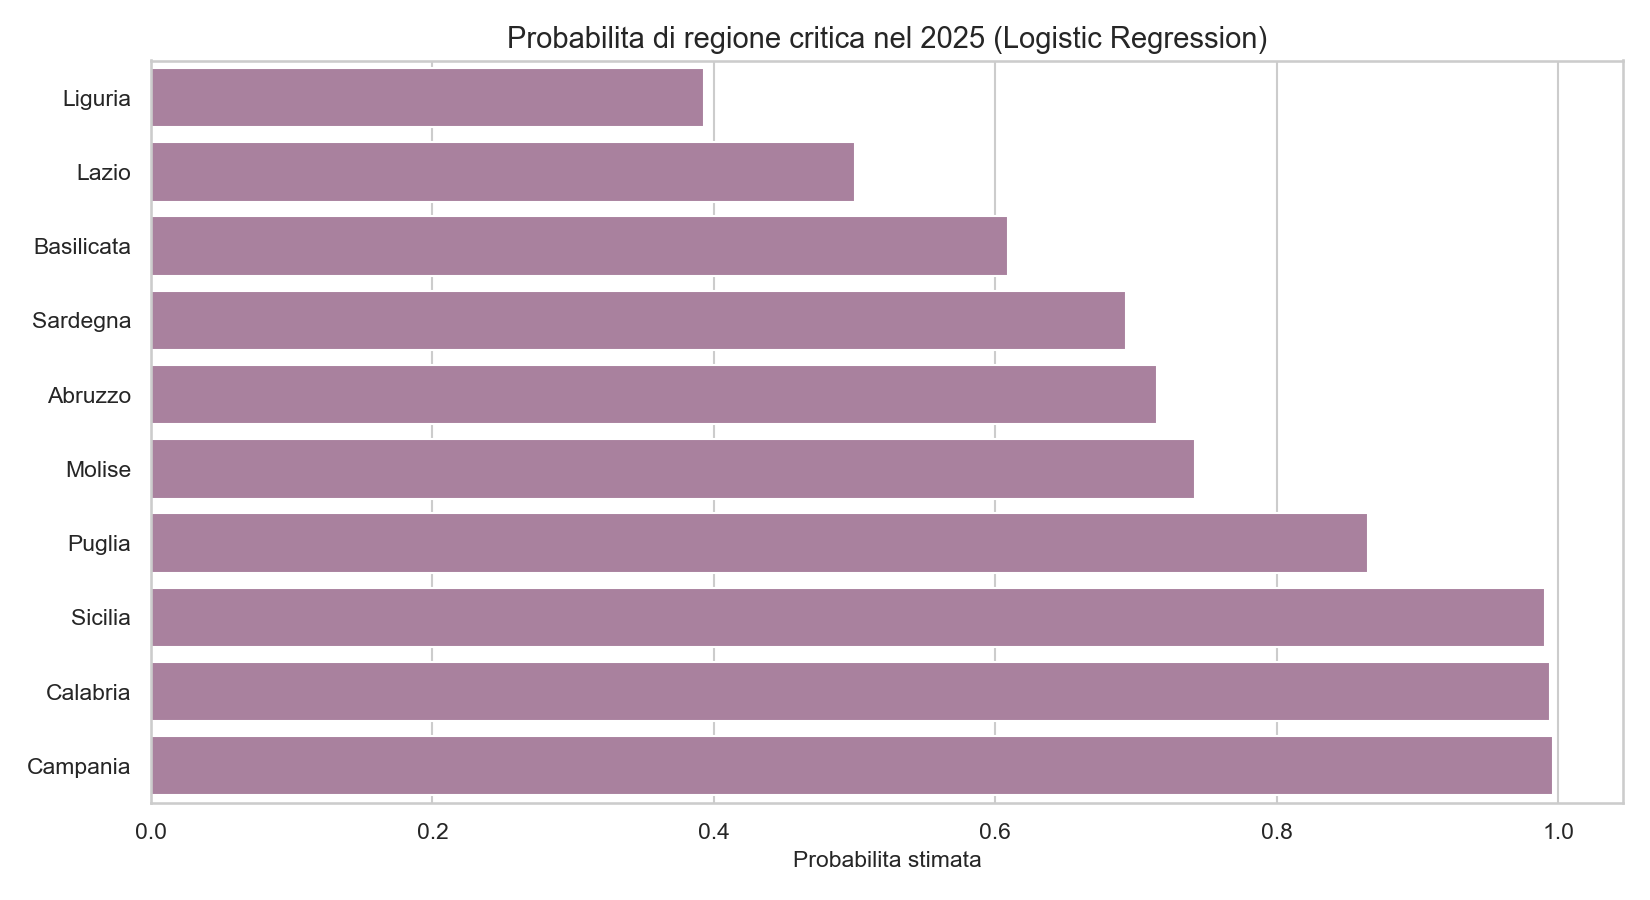 Probabilita di regione critica nel 2025 (Logistic Regression)
Liguria
Lazio
Basilicata
Sardegna
Abruzzo
Molise
Puglia
Sicilia
Calabria
Campania
0.0 0.2 0.4 0.6 0.8 1.0
Probabilita stimata